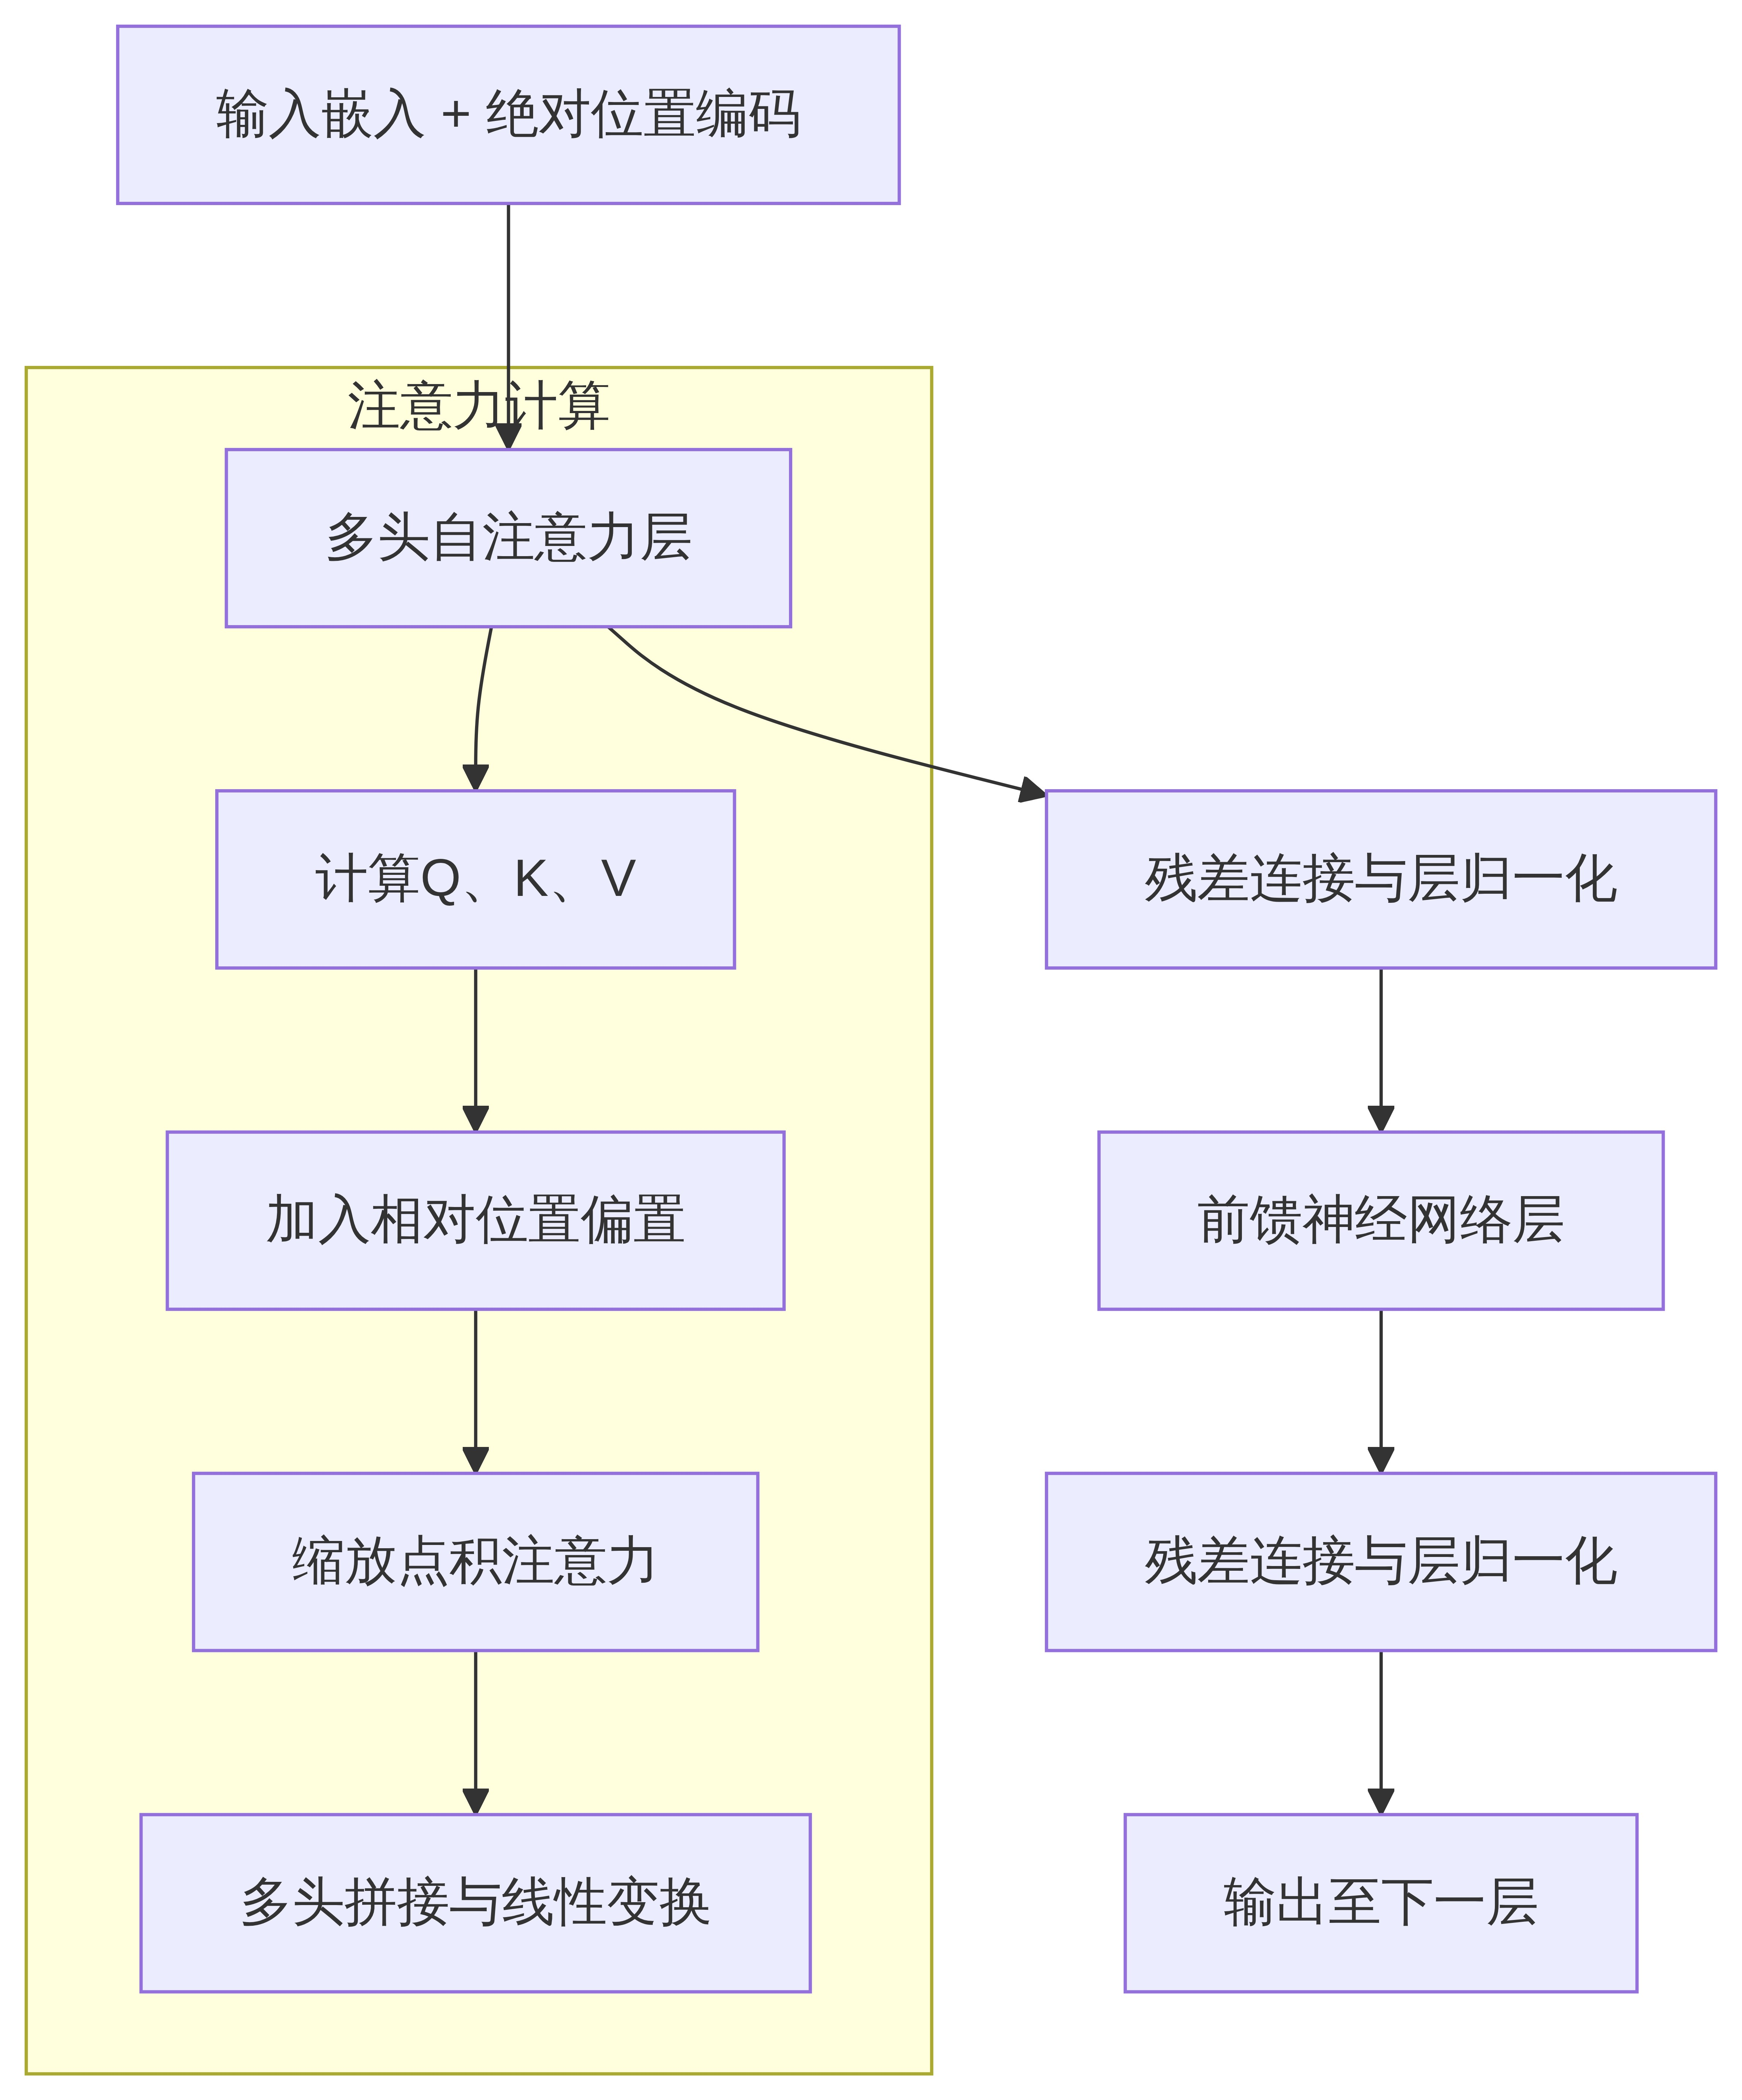 输入嵌入 + 绝对位置编码
注意力计算
多头自注意力层
计算Q、K、V
残差连接与层归一化
加入相对位置偏置
前馈神经网络层
缩放点积注意力
残差连接与层归一化
多头拼接与线性变换
输出至下一层